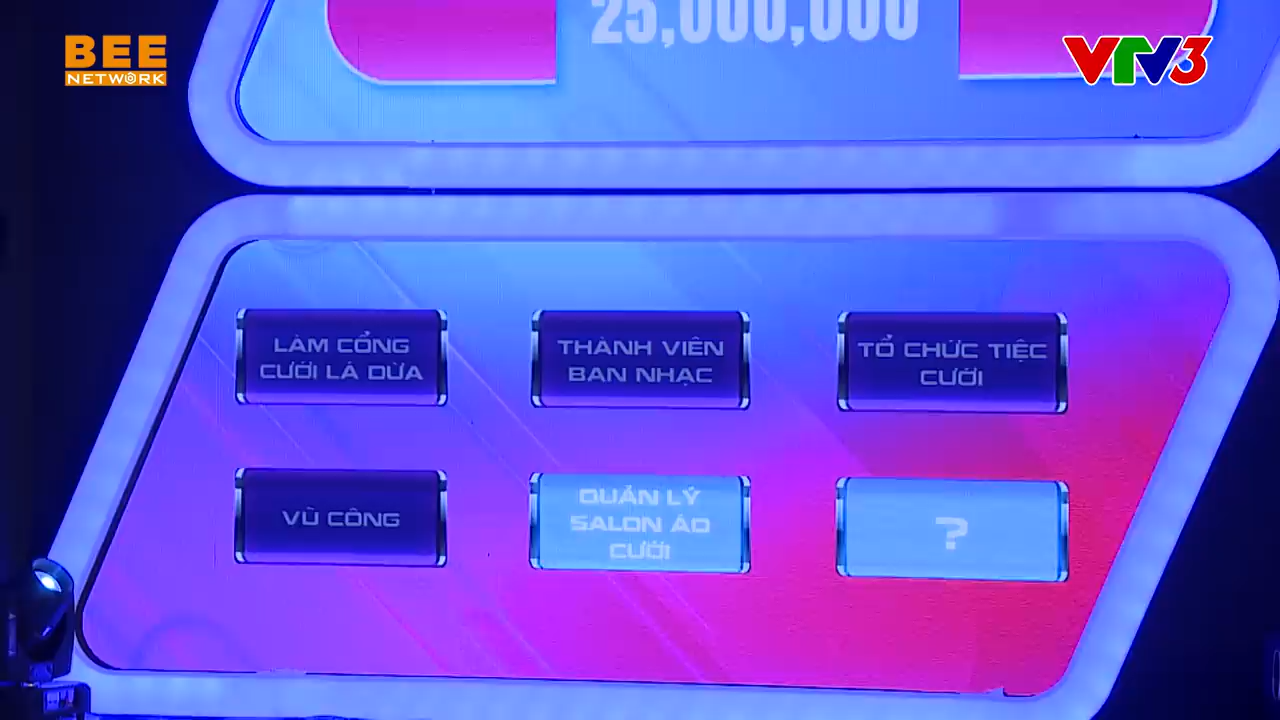 BEE
NETWORK
VTV3
25,000,000
LÀM CỔNG
CƯỚI LÁ DỪA
THÀNH VIÊN
BAN NHẠC
TỔ CHỨC TIỆC
CƯỚI
VŨ CÔNG
QUẢN LÝ
SALON ÁO
CƯỚI
?